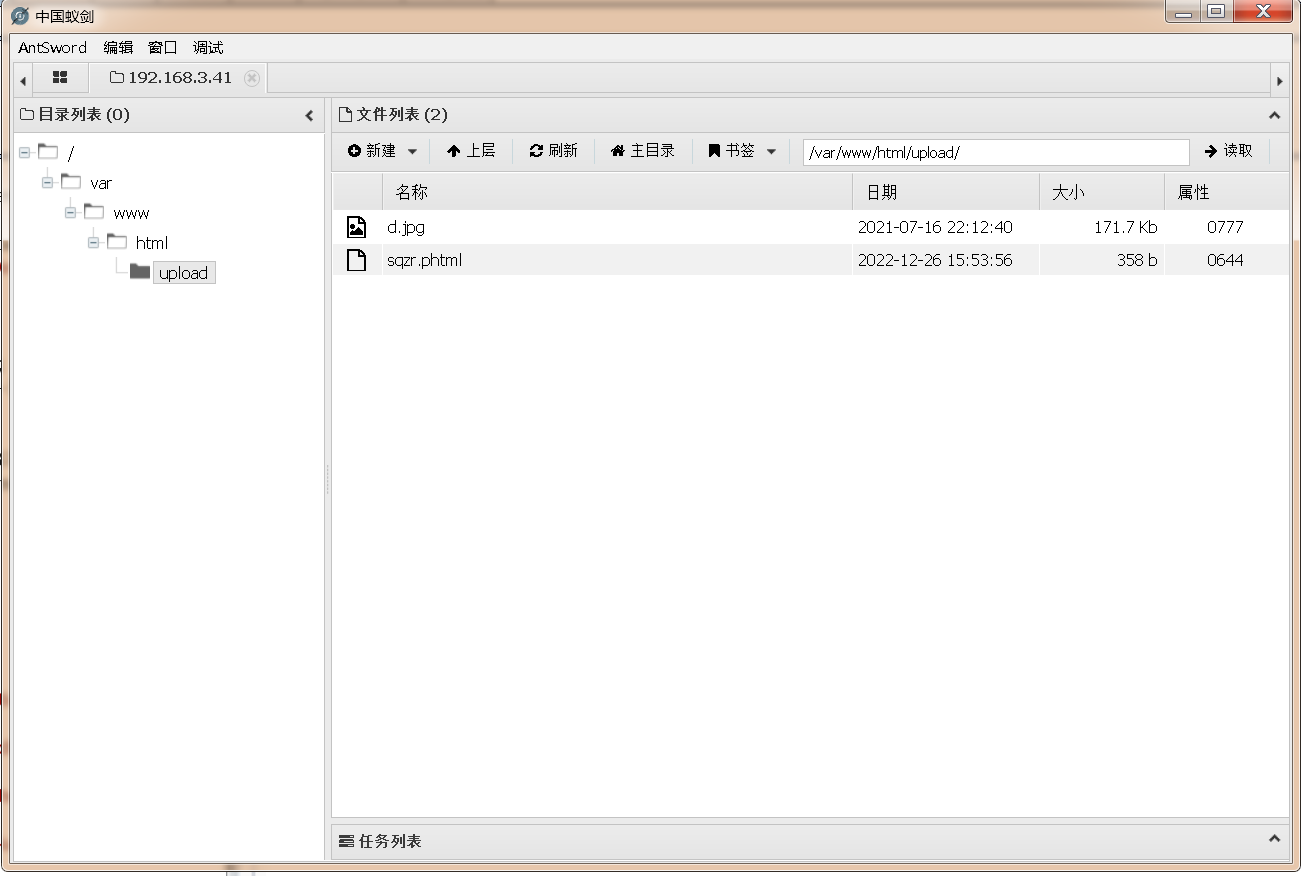 中国蚁剑
AntSword 编辑 窗口 调试
192.168.3.41
目录列表 (0)
/
var
www
html
upload
文件列表 (2)
新建 上层 刷新 主目录 书签 /var/www/html/upload/ 读取
名称 日期 大小 属性
d.jpg 2021-07-16 22:12:40 171.7 Kb 0777
sqzr.phtml 2022-12-26 15:53:56 358 b 0644
任务列表